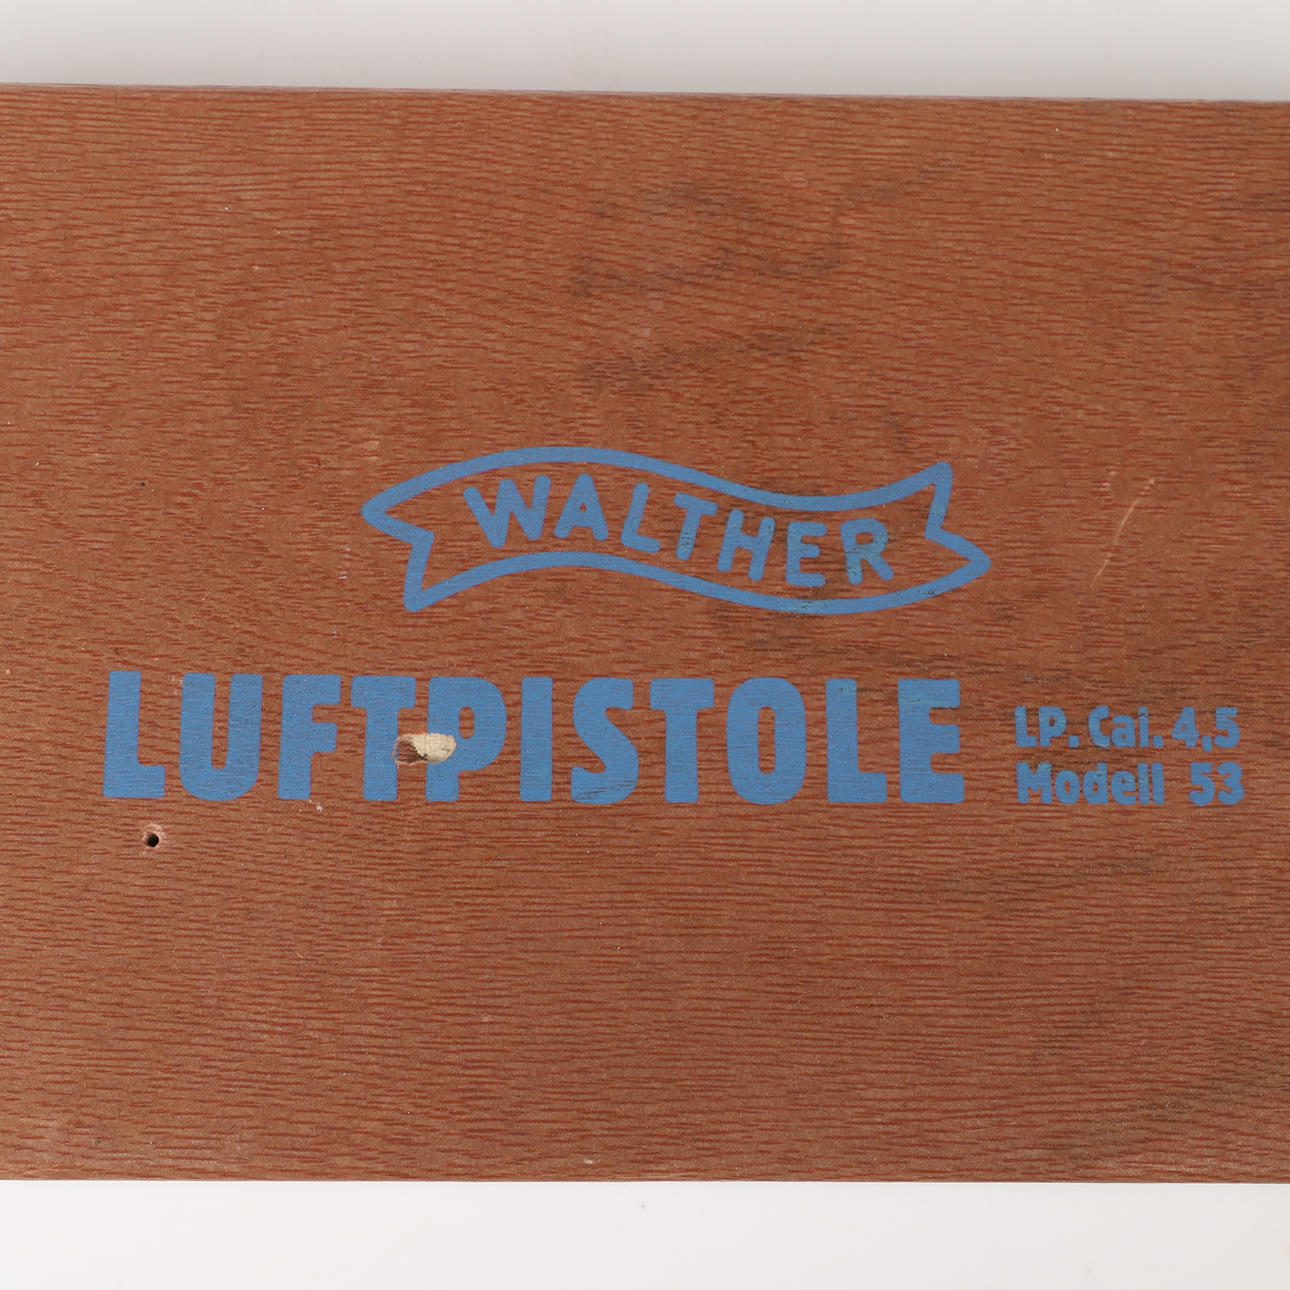 WALTHER
LUFTPISTOLE
LP. Cal. 4,5
Modell 53